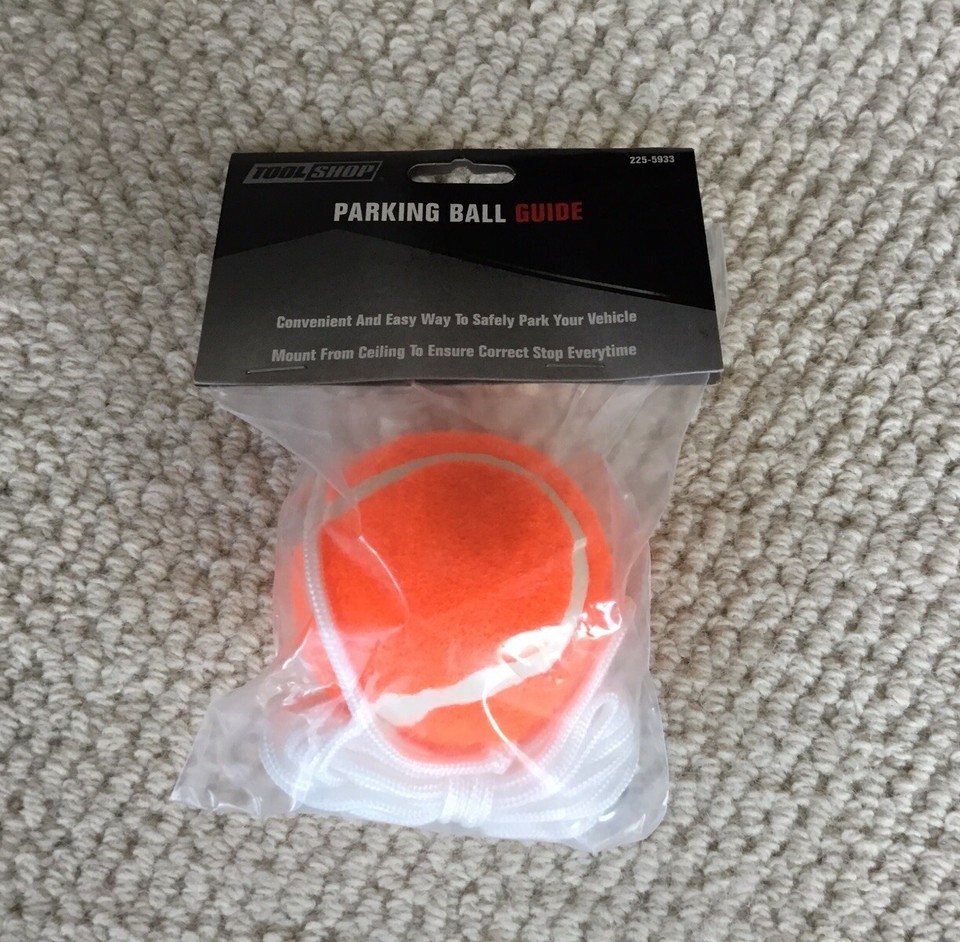 TOOL SHOP
225-5933
PARKING BALL GUIDE
Convenient And Easy Way To Safely Park Your Vehicle
Mount From Ceiling To Ensure Correct Stop Everytime